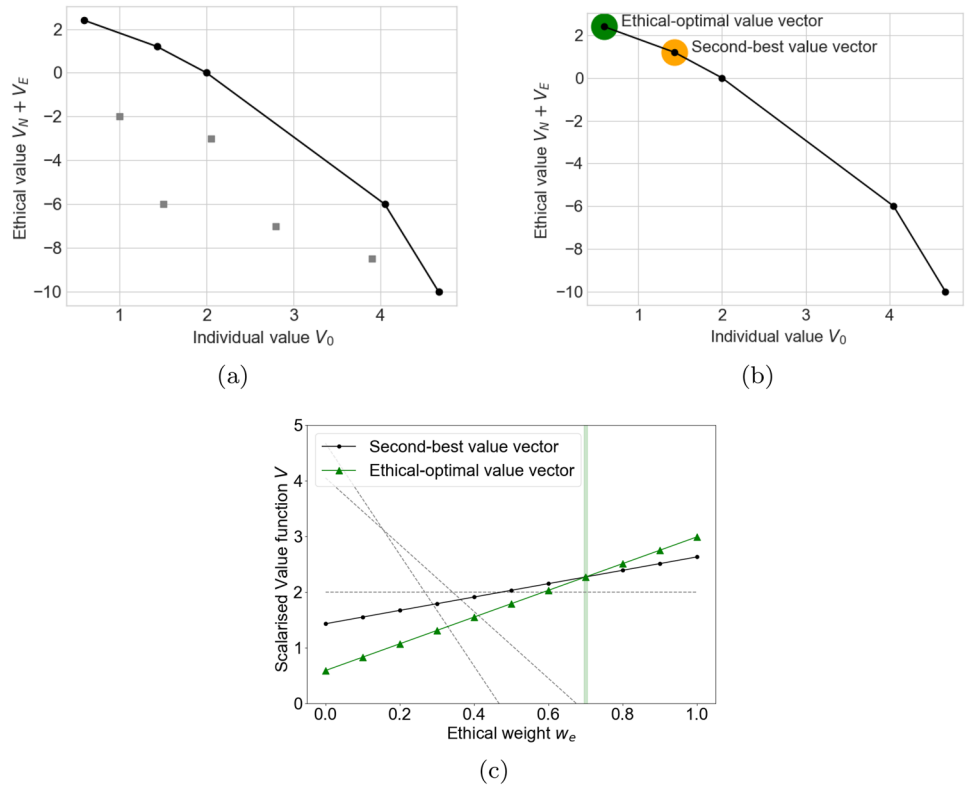 2
0
−2
−4
−6
−8
−10
Ethical value V_N + V_E
1
2
3
4
Individual value V_0
(a)
Ethical-optimal value vector
Second-best value vector
2
0
−2
−4
−6
−8
−10
Ethical value V_N + V_E
1
2
3
4
Individual value V_0
(b)
Second-best value vector
Ethical-optimal value vector
5
4
3
2
1
0
Scalarised Value function V
0.0
0.2
0.4
0.6
0.8
1.0
Ethical weight w_e
(c)